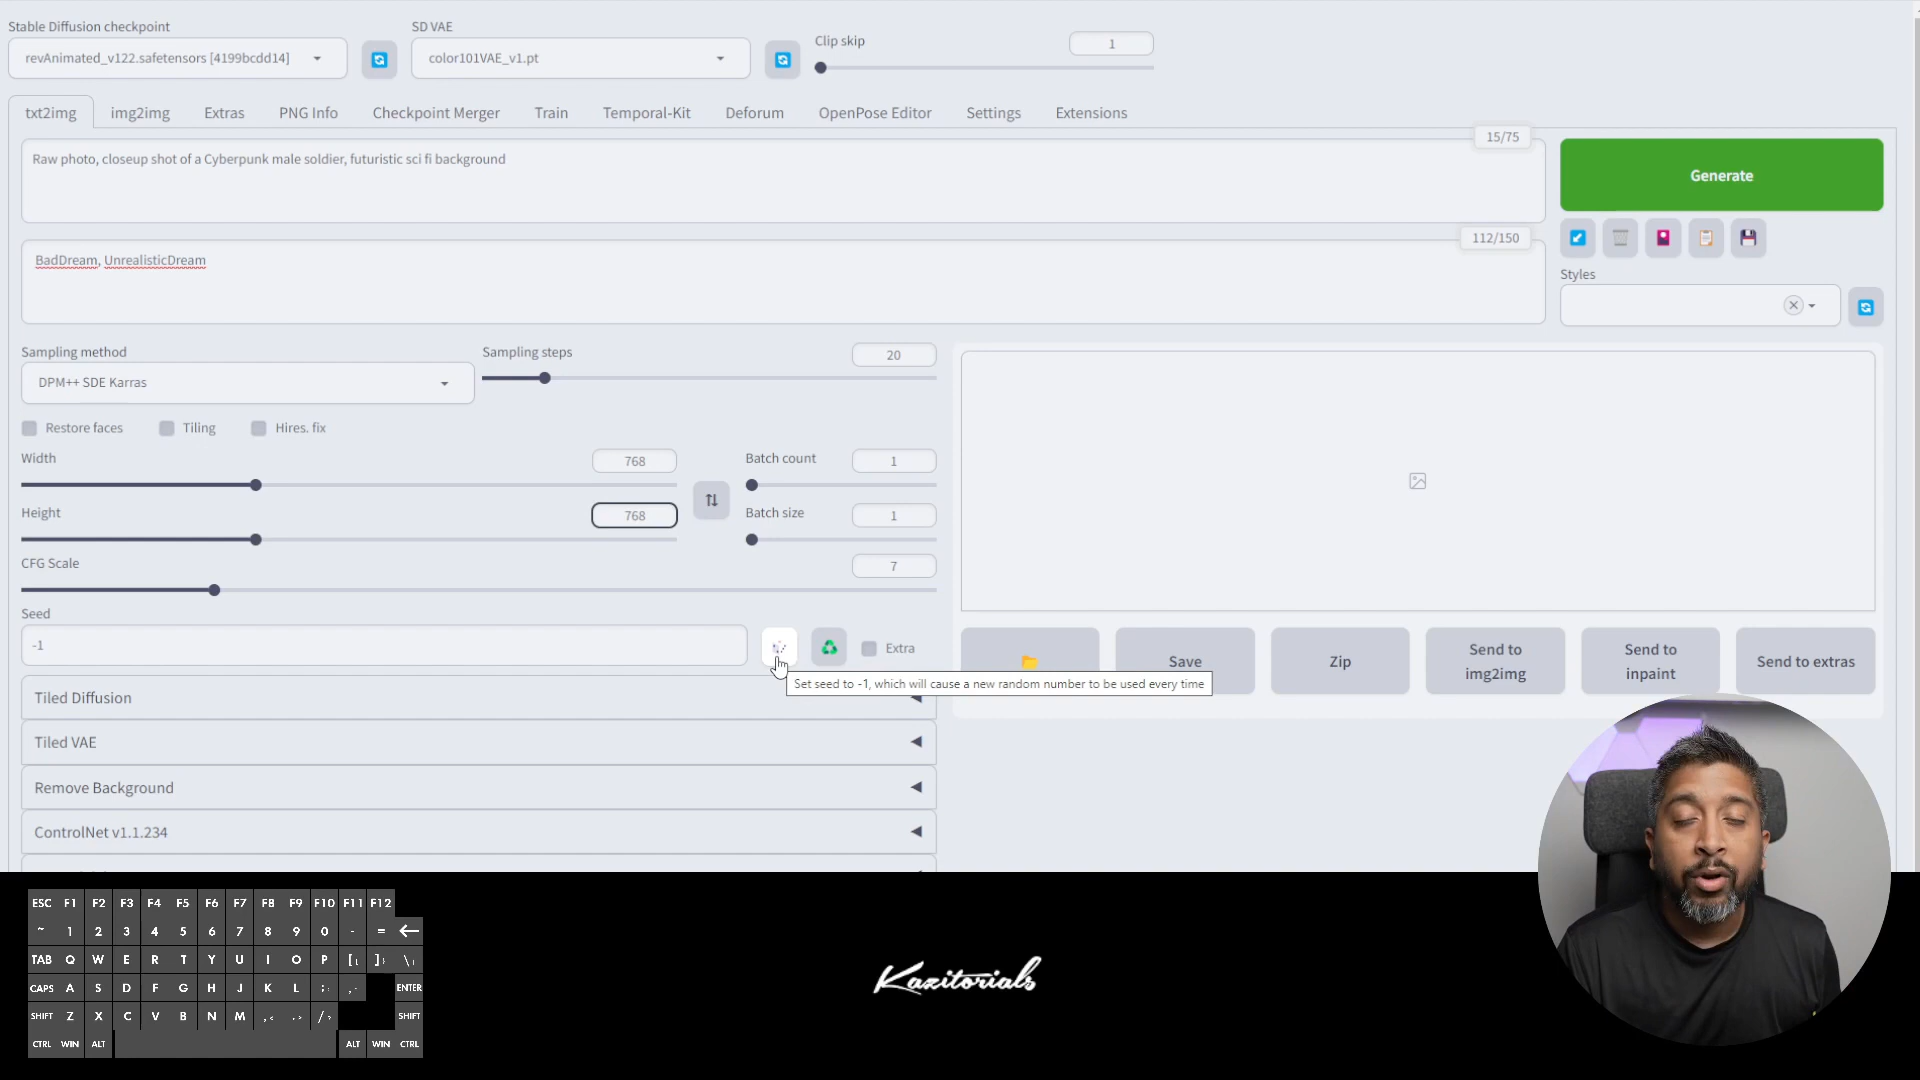 Stable Diffusion checkpoint
SD VAE
Clip skip
1
revAnimated_v122.safetensors [4199bcdd14]
color101VAE_v1.pt
txt2img img2img Extras PNG Info Checkpoint Merger Train Temporal-Kit Deforum OpenPose Editor Settings Extensions
15/75
Raw photo, closeup shot of a Cyberpunk male soldier, futuristic sci fi background
Generate
112/150
BadDream, UnrealisticDream
Styles
Sampling method
Sampling steps
20
DPM++ SDE Karras
Restore faces Tiling Hires. fix
Width
768
Batch count
1
Height
768
Batch size
1
CFG Scale
7
Seed
-1
Extra
Save
Zip
Send to
img2img
Send to
inpaint
Send to extras
Set seed to -1, which will cause a new random number to be used every time
Tiled Diffusion
Tiled VAE
Remove Background
ControlNet v1.1.234
ESC F1 F2 F3 F4 F5 F6 F7 F8 F9 F10 F11 F12
~ 1 2 3 4 5 6 7 8 9 0 - =
TAB Q W E R T Y U I O P [{ ]} \
CAPS A S D F G H J K L ;: ENTER
SHIFT Z X C V B N M ,< .> /? SHIFT
CTRL WIN ALT ALT WIN CTRL
Kazitorials